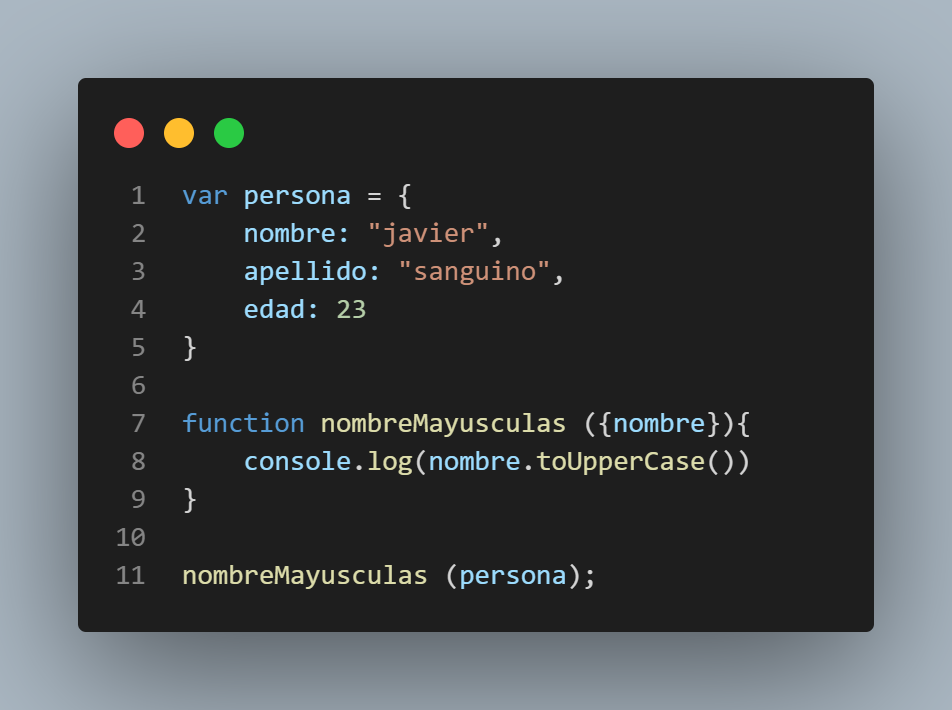 1 var persona = {
2     nombre: "javier",
3     apellido: "sanguino",
4     edad: 23
5 }
6
7 function nombreMayusculas ({nombre}){
8     console.log(nombre.toUpperCase())
9 }
10
11 nombreMayusculas (persona);